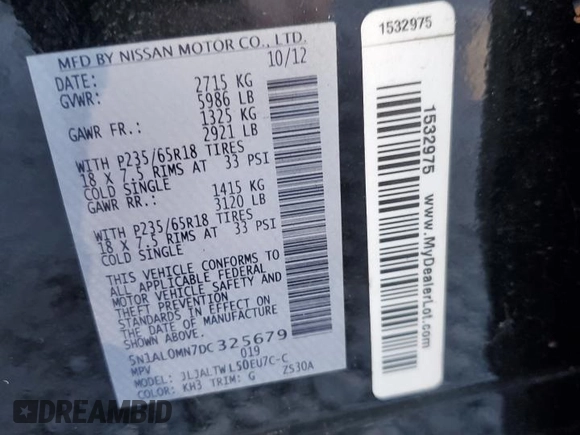 MFD BY NISSAN MOTOR CO., LTD.
DATE: 10/12
GVWR: 2715 KG
5986 LB
GAWR FR.: 1325 KG
2921 LB
WITH P235/65R18 TIRES
18 X 7.5 RIMS AT 33 PSI
COLD SINGLE
GAWR RR.: 1415 KG
3120 LB
WITH P235/65R18 TIRES
18 X 7.5 RIMS AT 33 PSI
COLD SINGLE
THIS VEHICLE CONFORMS TO
ALL APPLICABLE FEDERAL
MOTOR VEHICLE SAFETY AND
THEFT PREVENTION
STANDARDS IN EFFECT ON
THE DATE OF MANUFACTURE
SHOWN ABOVE.
5N1AL0MN7DC325679
MPV 019
MODEL: JLJALTWL50EU7C-C
COLOR: KH3 TRIM: G Z530A
1532975
1532975 www.MyDealerLot.com
DREAMBID